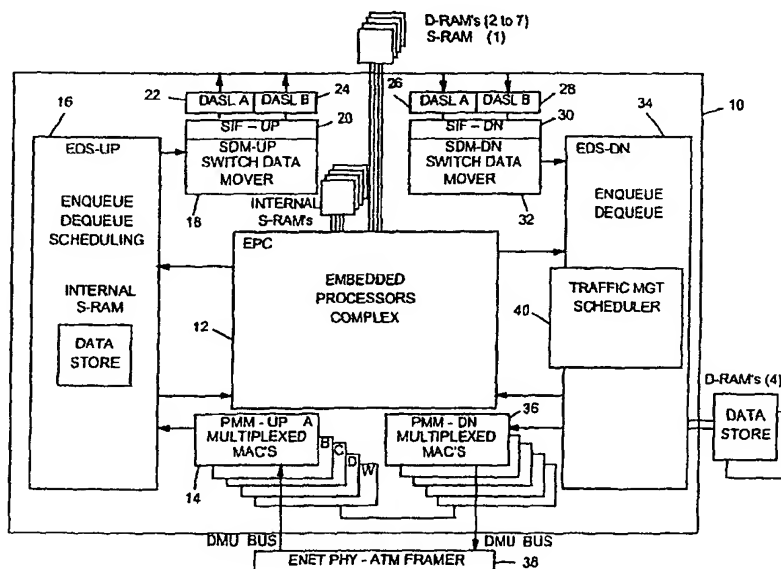 D-RAM's (2 to 7)
S-RAM (1)
16
22
DASL A
DASL B
24
26
DASL A
DASL B
28
34
10
SIF - UP
20
SIF - DN
30
EDS-UP
SDM-UP
SWITCH DATA
MOVER
SDM-DN
SWITCH DATA
MOVER
EDS-DN
18
INTERNAL
S-RAM's
32
ENQUEUE
DEQUEUE
SCHEDULING
ENQUEUE
DEQUEUE
EPC
EMBEDDED
PROCESSORS
COMPLEX
INTERNAL
S-RAM
TRAFFIC MGT
SCHEDULER
12
40
DATA
STORE
D-RAM's (4)
DATA
STORE
PMM - UP A
MULTIPLEXED
MAC'S
B
C
D
W
PMM - DN
MULTIPLEXED
MAC'S
36
14
DMU BUS
DMU BUS
ENET PHY - ATM FRAMER
38